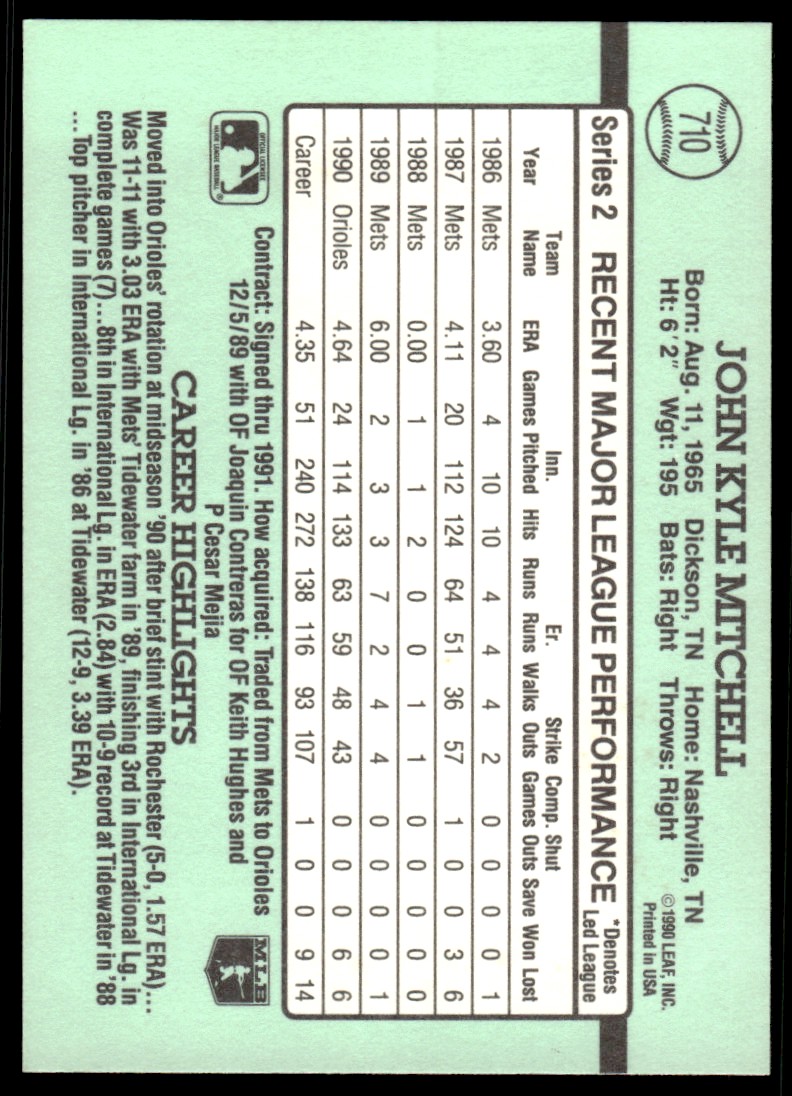 710
JOHN KYLE MITCHELL
Born: Aug. 11, 1965 Dickson, TN Home: Nashville, TN
Ht: 6'2" Wgt: 195 Bats: Right Throws: Right
©1990 LEAF, INC.
Printed in USA
Series 2 RECENT MAJOR LEAGUE PERFORMANCE *Denotes Led League
Year Team Name ERA Games Inn. Pitched Hits Runs Er. Runs Walks Strike Outs Comp. Games Shut Outs Save Won Lost
1986 Mets 3.60 4 10 10 4 4 4 2 0 0 0 0 1
1987 Mets 4.11 20 112 124 64 51 36 57 1 0 0 3 6
1988 Mets 0.00 1 1 2 0 0 1 1 0 0 0 0 0
1989 Mets 6.00 2 3 3 7 2 4 4 0 0 0 0 1
1990 Orioles 4.64 24 114 133 63 59 48 43 0 0 0 6 6
Career 4.35 51 240 272 138 116 93 107 1 0 0 9 14
OFFICIAL LICENSEE
MAJOR LEAGUE BASEBALL
Contract: Signed thru 1991. How acquired: Traded from Mets to Orioles
12/5/89 with OF Joaquin Contreras for OF Keith Hughes and
P Cesar Mejia
MLB
CAREER HIGHLIGHTS
Moved into Orioles' rotation at midseason '90 after brief stint with Rochester (5-0, 1.57 ERA)...
Was 11-11 with 3.03 ERA with Mets' Tidewater farm in '89, finishing 3rd in International Lg. in
complete games (7)...8th in International Lg. in ERA (2.84) with 10-9 record at Tidewater in '88
...Top pitcher in International Lg. in '86 at Tidewater (12-9, 3.39 ERA).